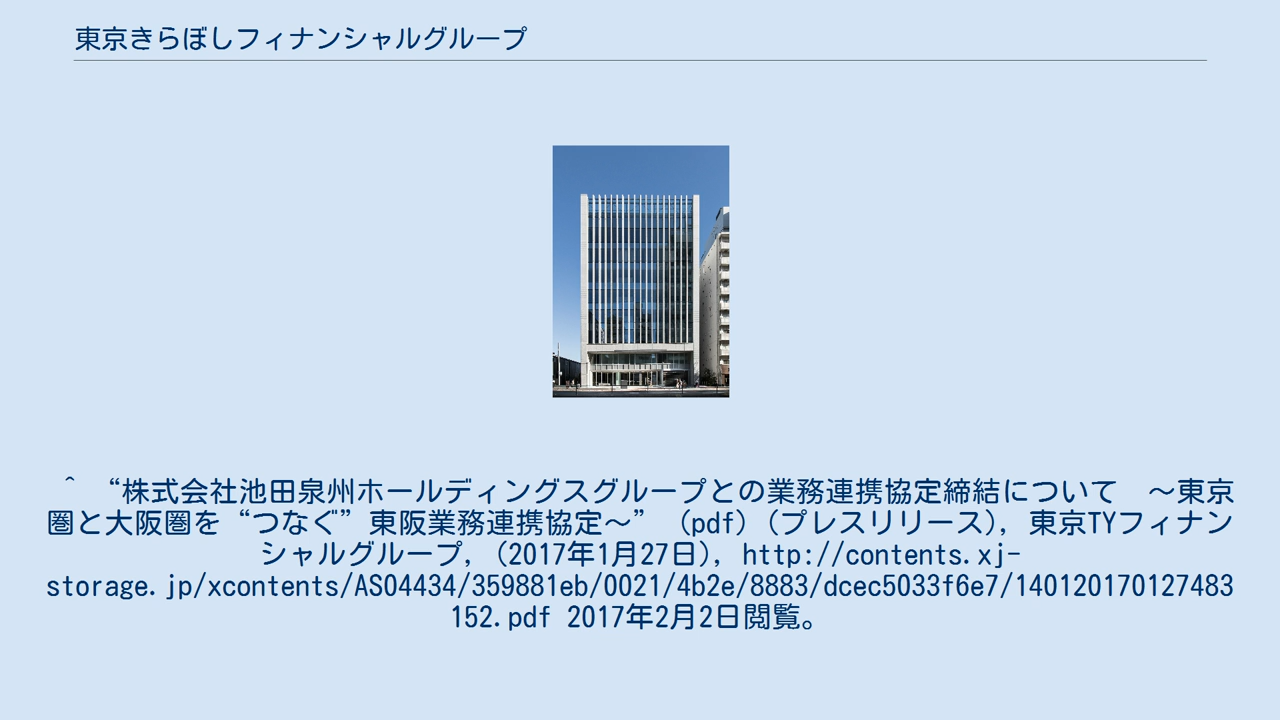 東京きらぼしフィナンシャルグループ
^ “株式会社池田泉州ホールディングスグループとの業務連携協定締結について　～東京
圏と大阪圏を“つなぐ”東阪業務連携協定～” (pdf) (プレスリリース), 東京TYフィナン
シャルグループ, (2017年1月27日), http://contents.xj-
storage.jp/xcontents/AS04434/359881eb/0021/4b2e/8883/dcec5033f6e7/140120170127483
152.pdf 2017年2月2日閲覧。